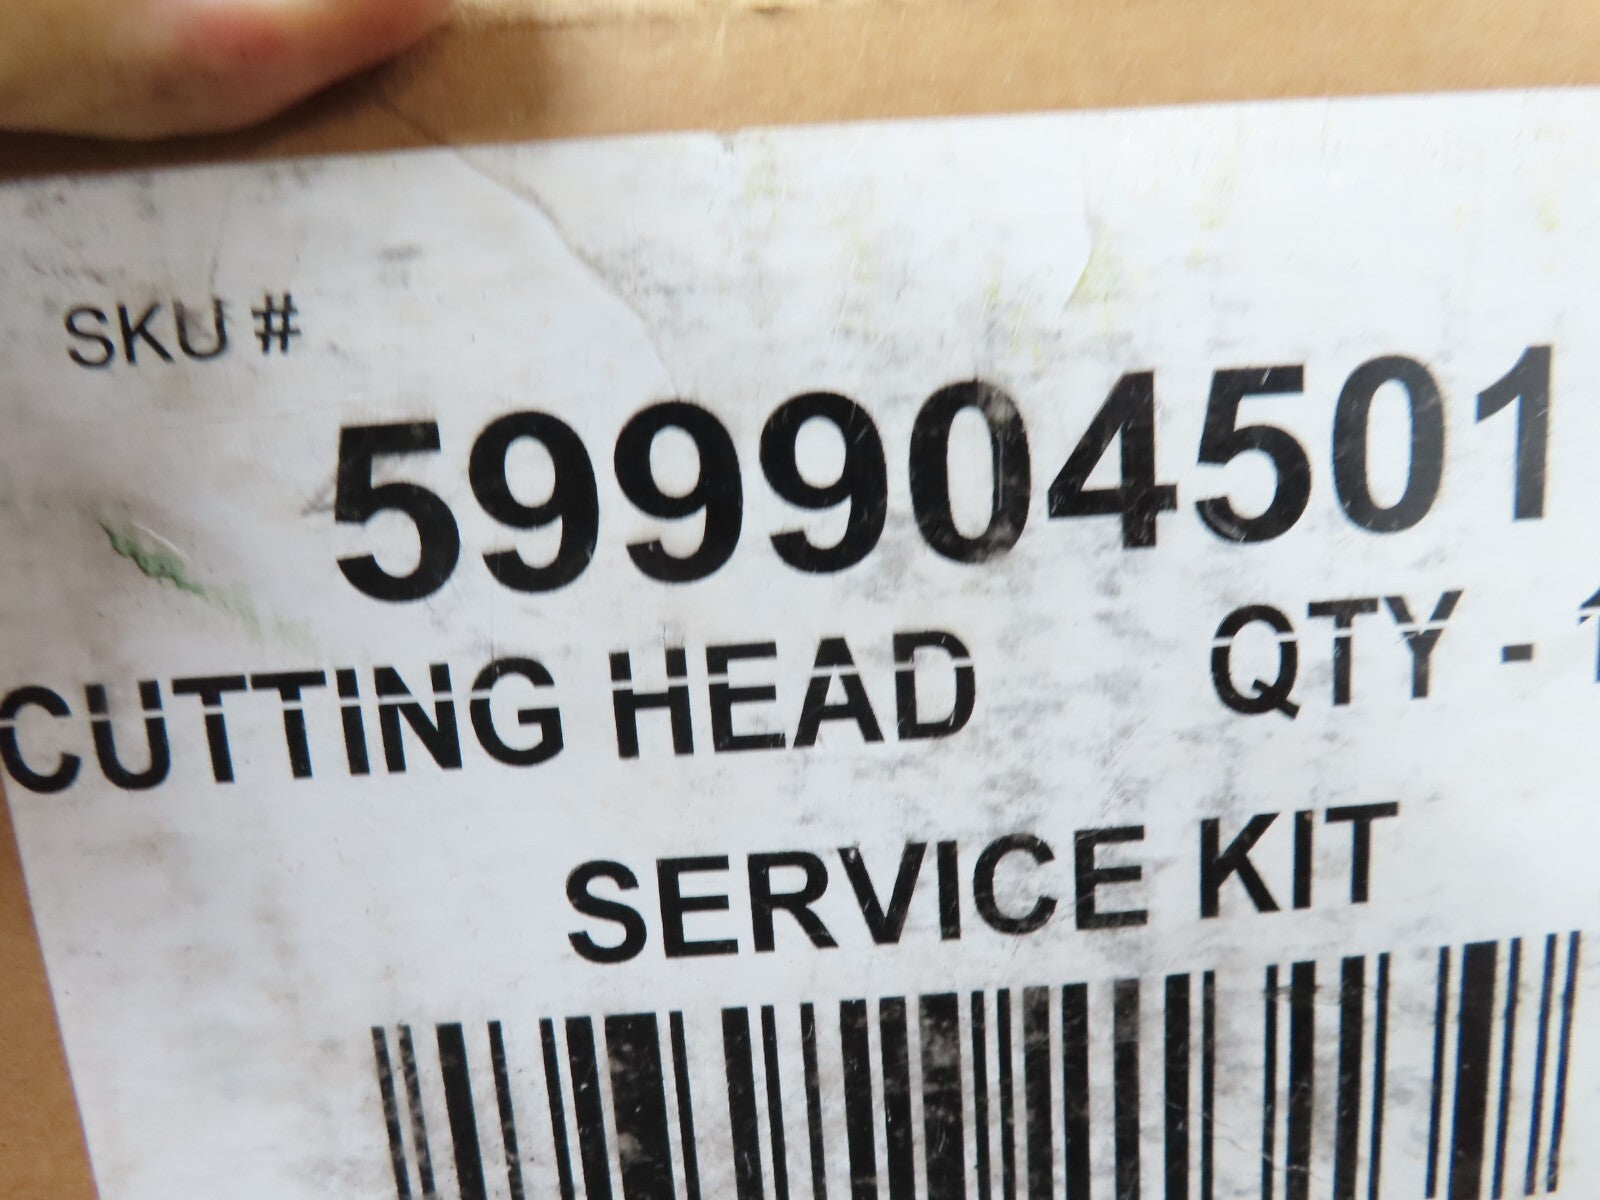 SKU #
599904501
CUTTING HEAD QTY - 1
SERVICE KIT